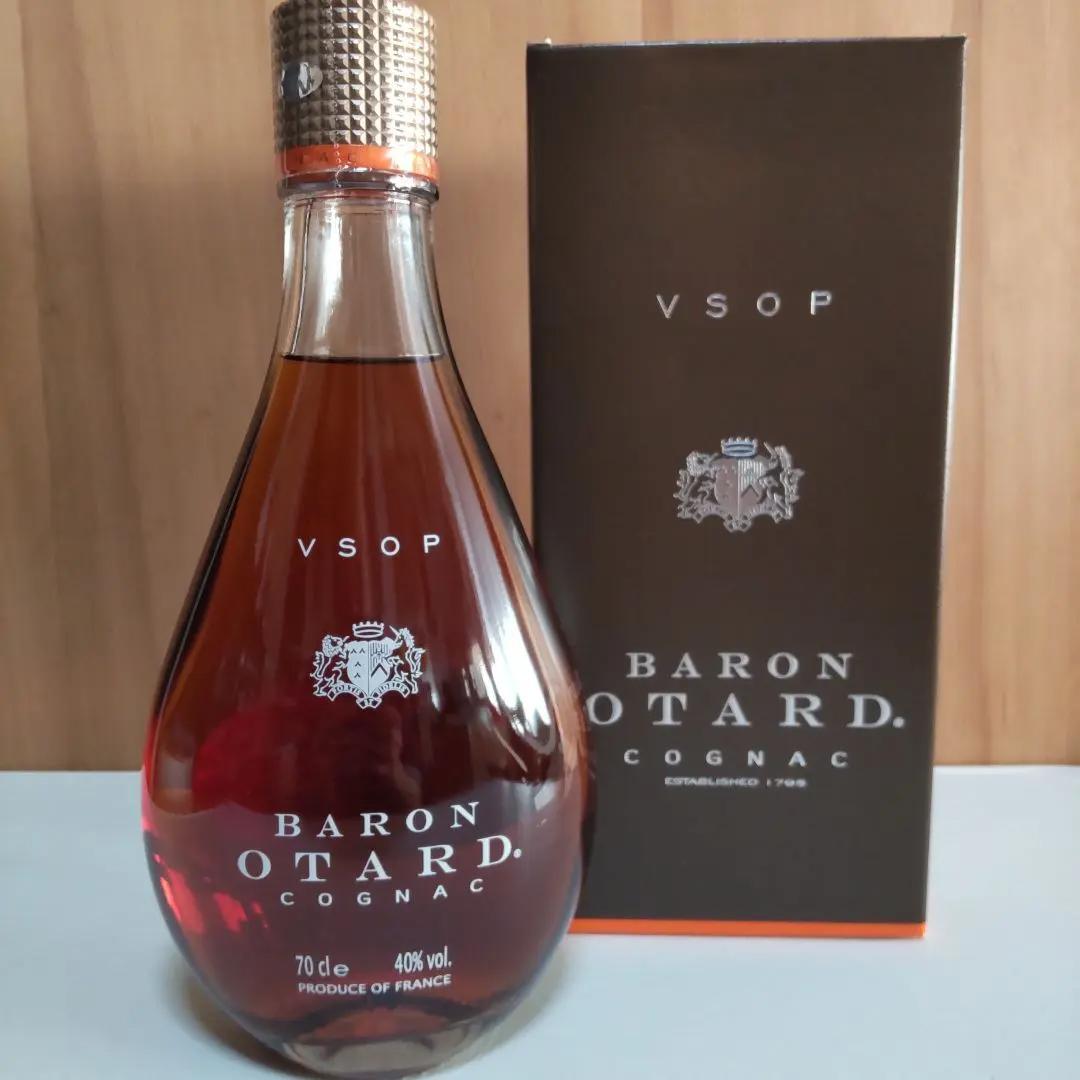 VSOP
BARON
OTARD.
COGNAC
70 cl e 40% vol.
PRODUCE OF FRANCE
VSOP
BARON
OTARD.
COGNAC
ESTABLISHED 1795